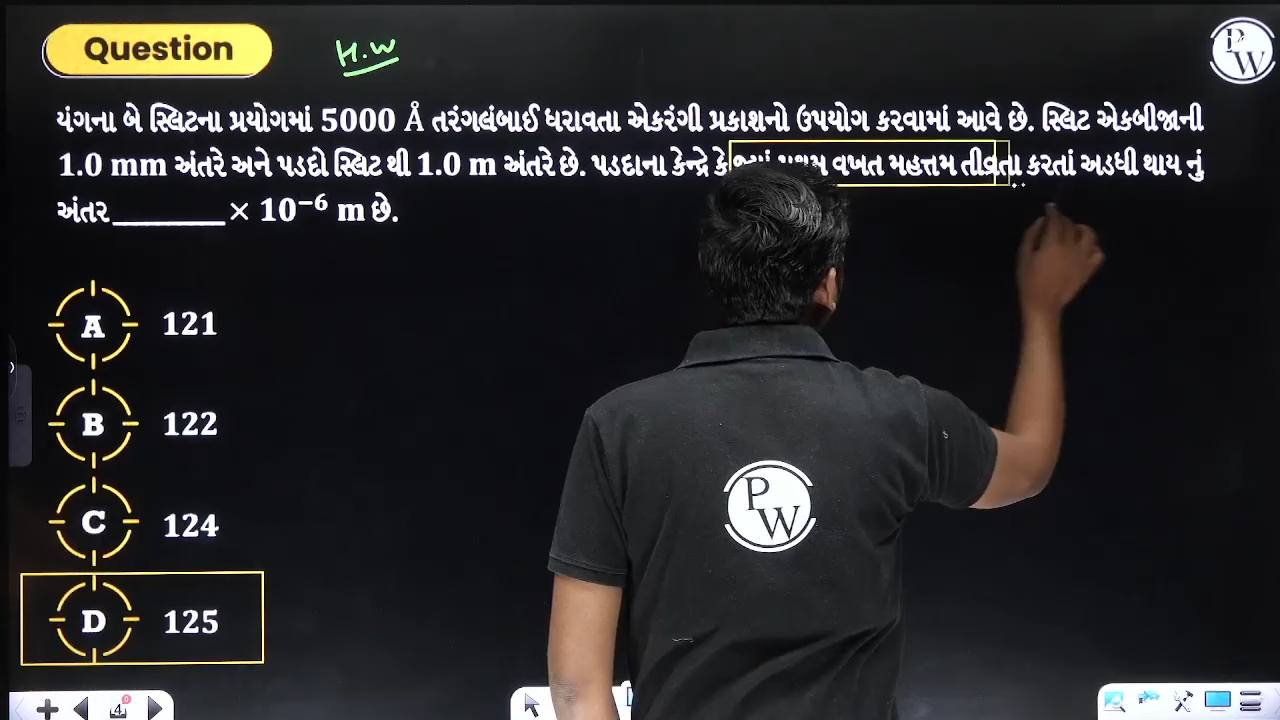 Question
H.W
PW
યંગના બે સ્લિટના પ્રયોગમાં 5000 Å તરંગલંબાઈ ધરાવતા એકરંગી પ્રકાશનો ઉપયોગ કરવામાં આવે છે. સ્લિટ એકબીજાની
1.0 mm અંતરે અને પડદો સ્લિટ થી 1.0 m અંતરે છે. પડદાના કેન્દ્રે કે વખત મહત્તમ તીવ્રતા કરતાં અડધી થાય નું
અંતર ________ × 10⁻⁶ m છે.
A 121
B 122
C 124
D 125
PW
4